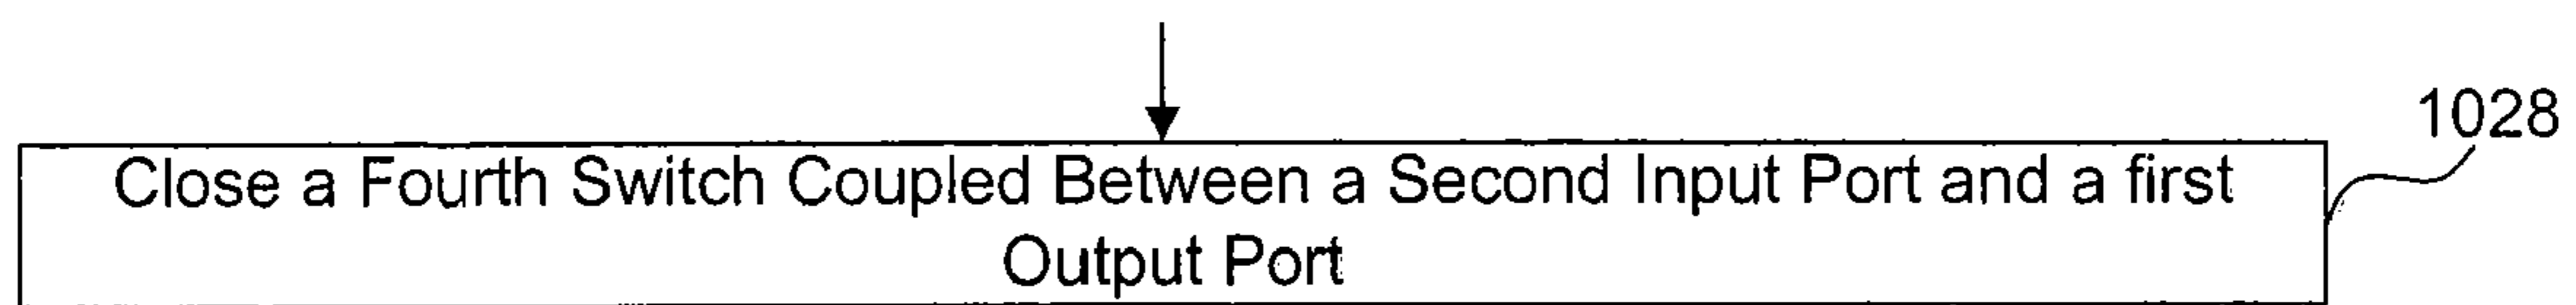 1028
Close a Fourth Switch Coupled Between a Second Input Port and a first
Output Port